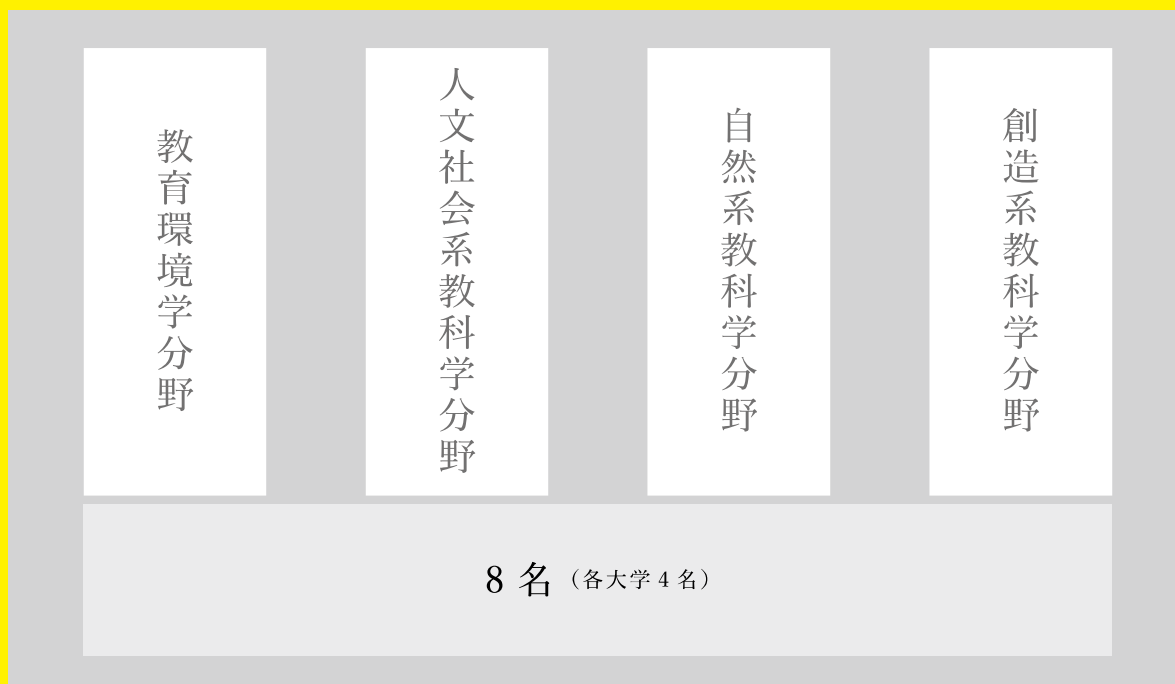 教育環境学分野
人文社会系教科学分野
自然系教科学分野
創造系教科学分野
8 名（各大学 4 名）